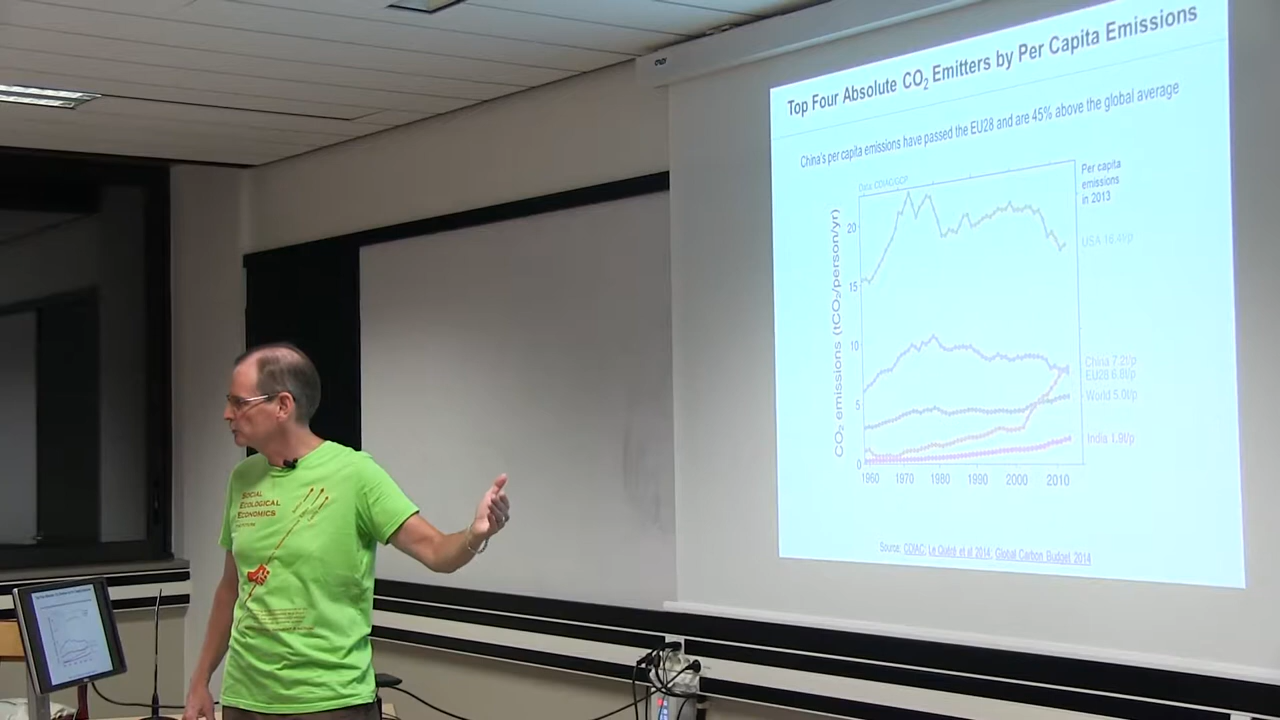 Top Four Absolute CO2 Emitters by Per Capita Emissions
China's per capita emissions have passed the EU28 and are 45% above the global average
Data: CDIAC/GCP
Per capita
emissions
in 2013
CO2 emissions (tCO2/person/yr)
20
15
10
5
0
USA 16.4t/p
China 7.2t/p
EU28 6.8t/p
World 5.0t/p
India 1.9t/p
1960 1970 1980 1990 2000 2010
Source: CDIAC; Le Quéré et al 2014; Global Carbon Budget 2014
Social
Ecological
Economics